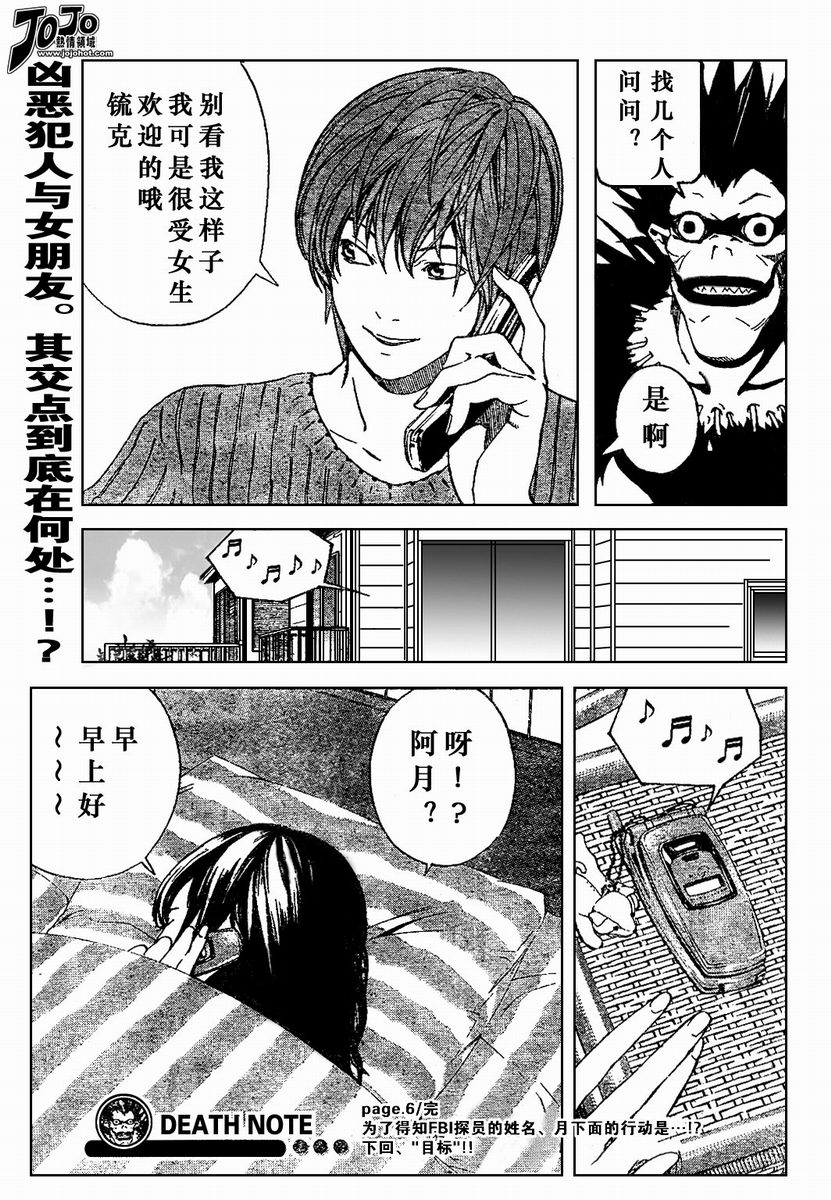 JOJO
熱情領域
www.jojohot.com
凶恶犯人与女朋友。其交点到底在何处…!?
找几个人
问问？
是啊
别看我这样子
我可是很受女生
欢迎的哦
锍克
呀！？
阿月？
早～
早上～
好～
DEATH NOTE
page.6/完
为了得知FBI探员的姓名、月下面的行动是…!?
下回、"目标"!!